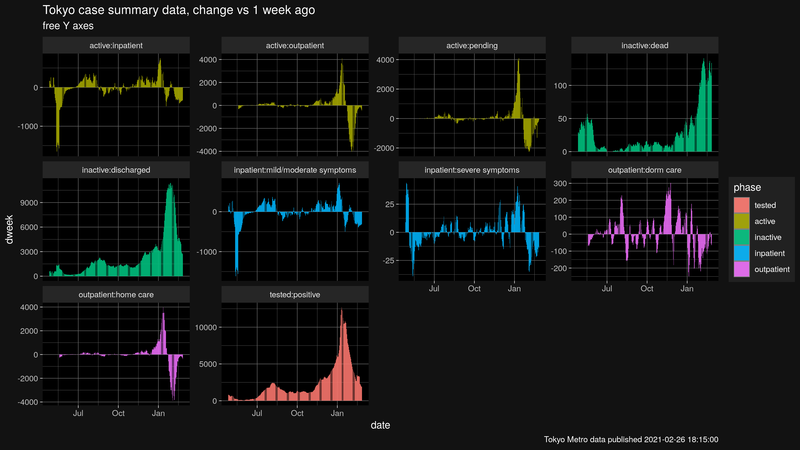 Tokyo case summary data, change vs 1 week ago
free Y axes
active:inpatient
active:outpatient
active:pending
inactive:dead
0
-1000
4000
2000
0
-2000
-4000
4000
2000
0
-2000
100
50
0
inactive:discharged
inpatient:mild/moderate symptoms
inpatient:severe symptoms
outpatient:dorm care
9000
6000
3000
0
0
-1000
25
0
-25
300
200
100
0
-100
-200
Jul
Oct
Jan
Jul
Oct
Jan
outpatient:home care
tested:positive
4000
2000
0
-2000
-4000
10000
5000
0
Jul
Oct
Jan
Jul
Oct
Jan
dweek
date
phase
tested
active
inactive
inpatient
outpatient
Tokyo Metro data published 2021-02-26 18:15:00